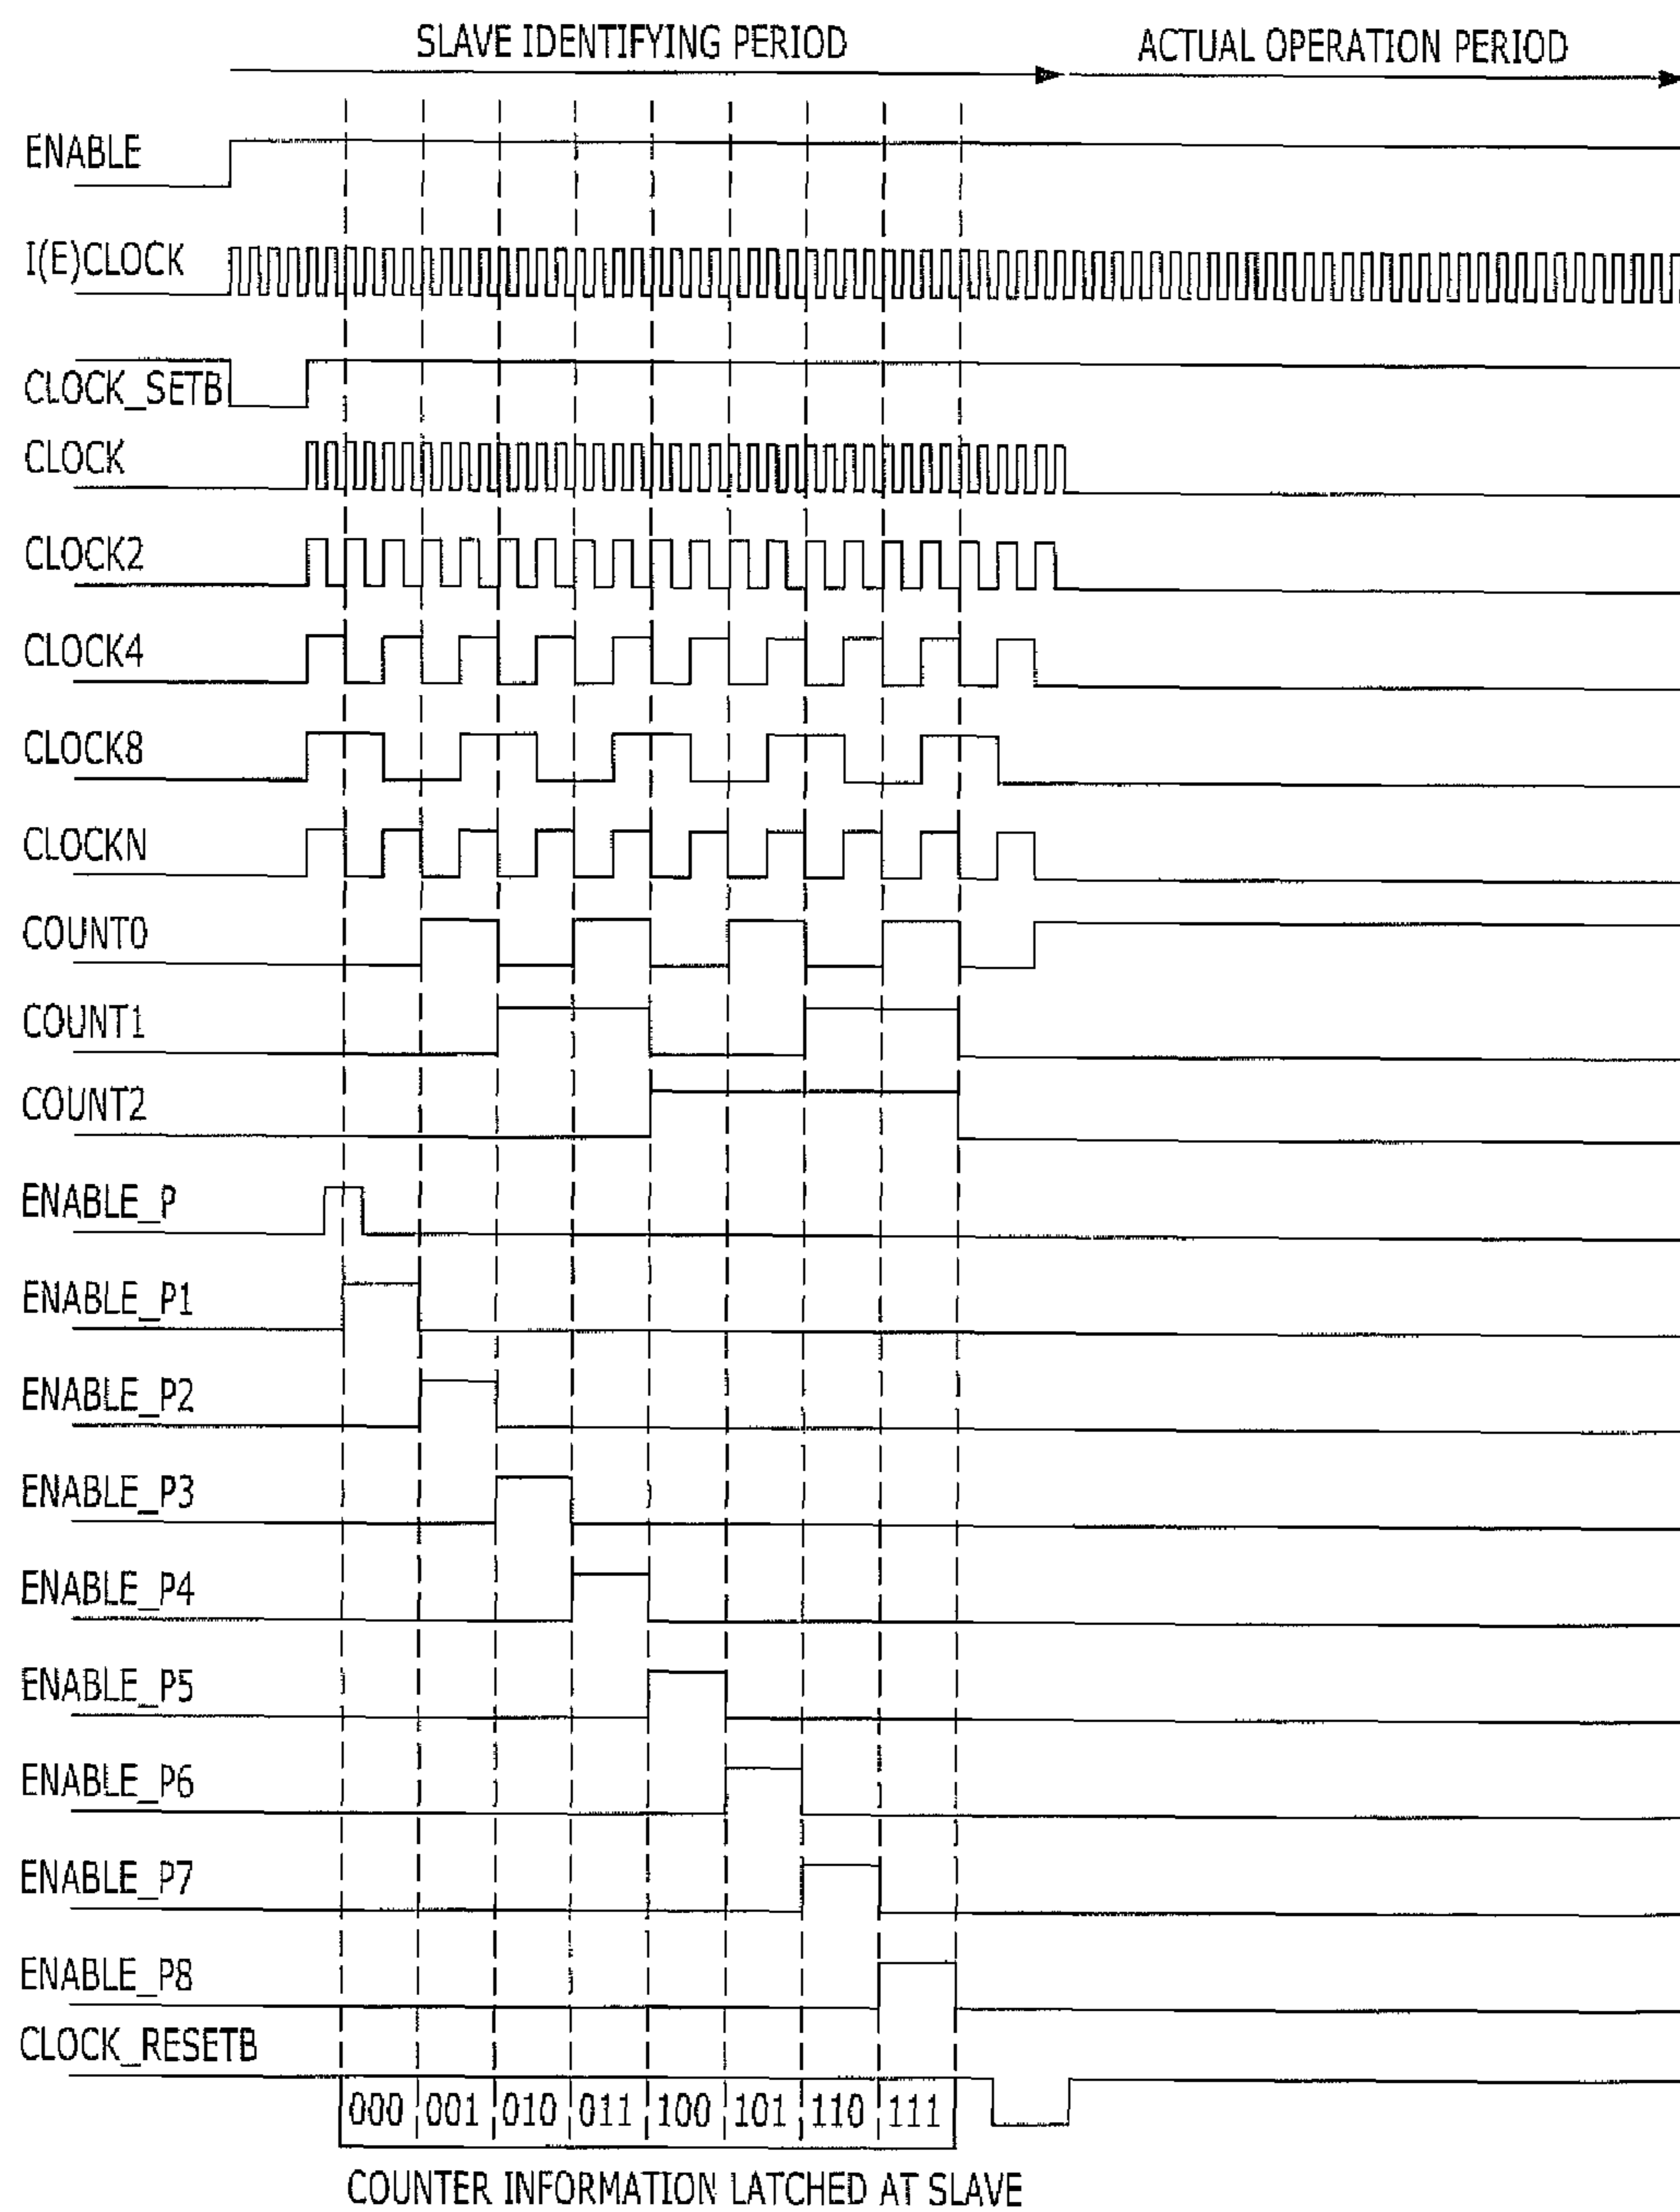 SLAVE IDENTIFYING PERIOD
ACTUAL OPERATION PERIOD
ENABLE
I(E)CLOCK
CLOCK_SETB
CLOCK
CLOCK2
CLOCK4
CLOCK8
CLOCKN
COUNT0
COUNT1
COUNT2
ENABLE_P
ENABLE_P1
ENABLE_P2
ENABLE_P3
ENABLE_P4
ENABLE_P5
ENABLE_P6
ENABLE_P7
ENABLE_P8
CLOCK_RESETB
000 001 010 011 100 101 110 111
COUNTER INFORMATION LATCHED AT SLAVE